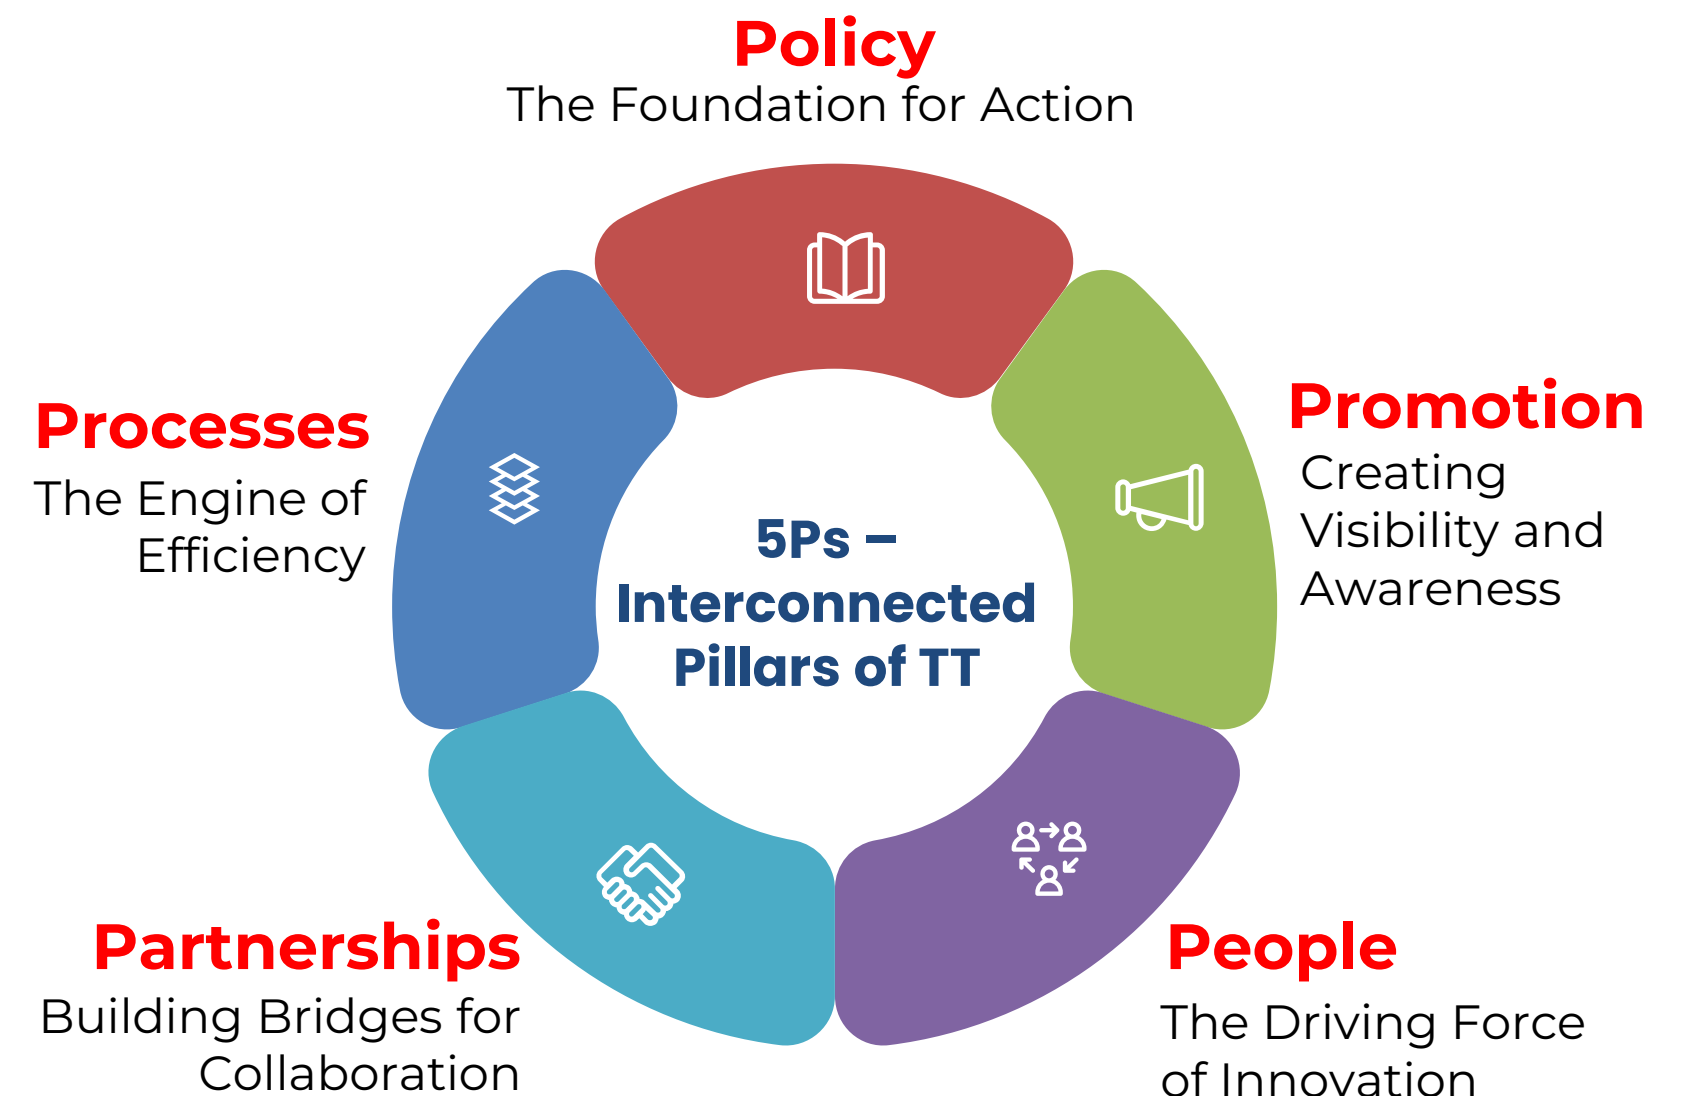 Policy
The Foundation for Action
Processes
The Engine of
Efficiency
Promotion
Creating
Visibility and
Awareness
5Ps –
Interconnected
Pillars of TT
Partnerships
Building Bridges for
Collaboration
People
The Driving Force
of Innovation